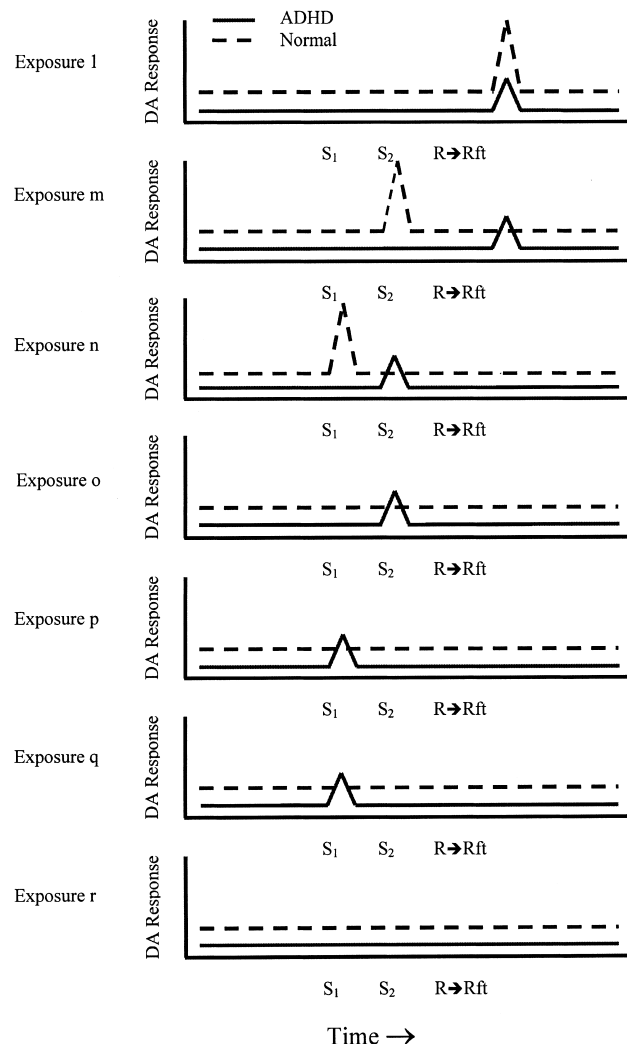 ADHD
Normal
Exposure 1
DA Response
S₁ S₂ R→Rft
Exposure m
DA Response
S₁ S₂ R→Rft
Exposure n
DA Response
S₁ S₂ R→Rft
Exposure o
DA Response
S₁ S₂ R→Rft
Exposure p
DA Response
S₁ S₂ R→Rft
Exposure q
DA Response
S₁ S₂ R→Rft
Exposure r
DA Response
S₁ S₂ R→Rft
Time →